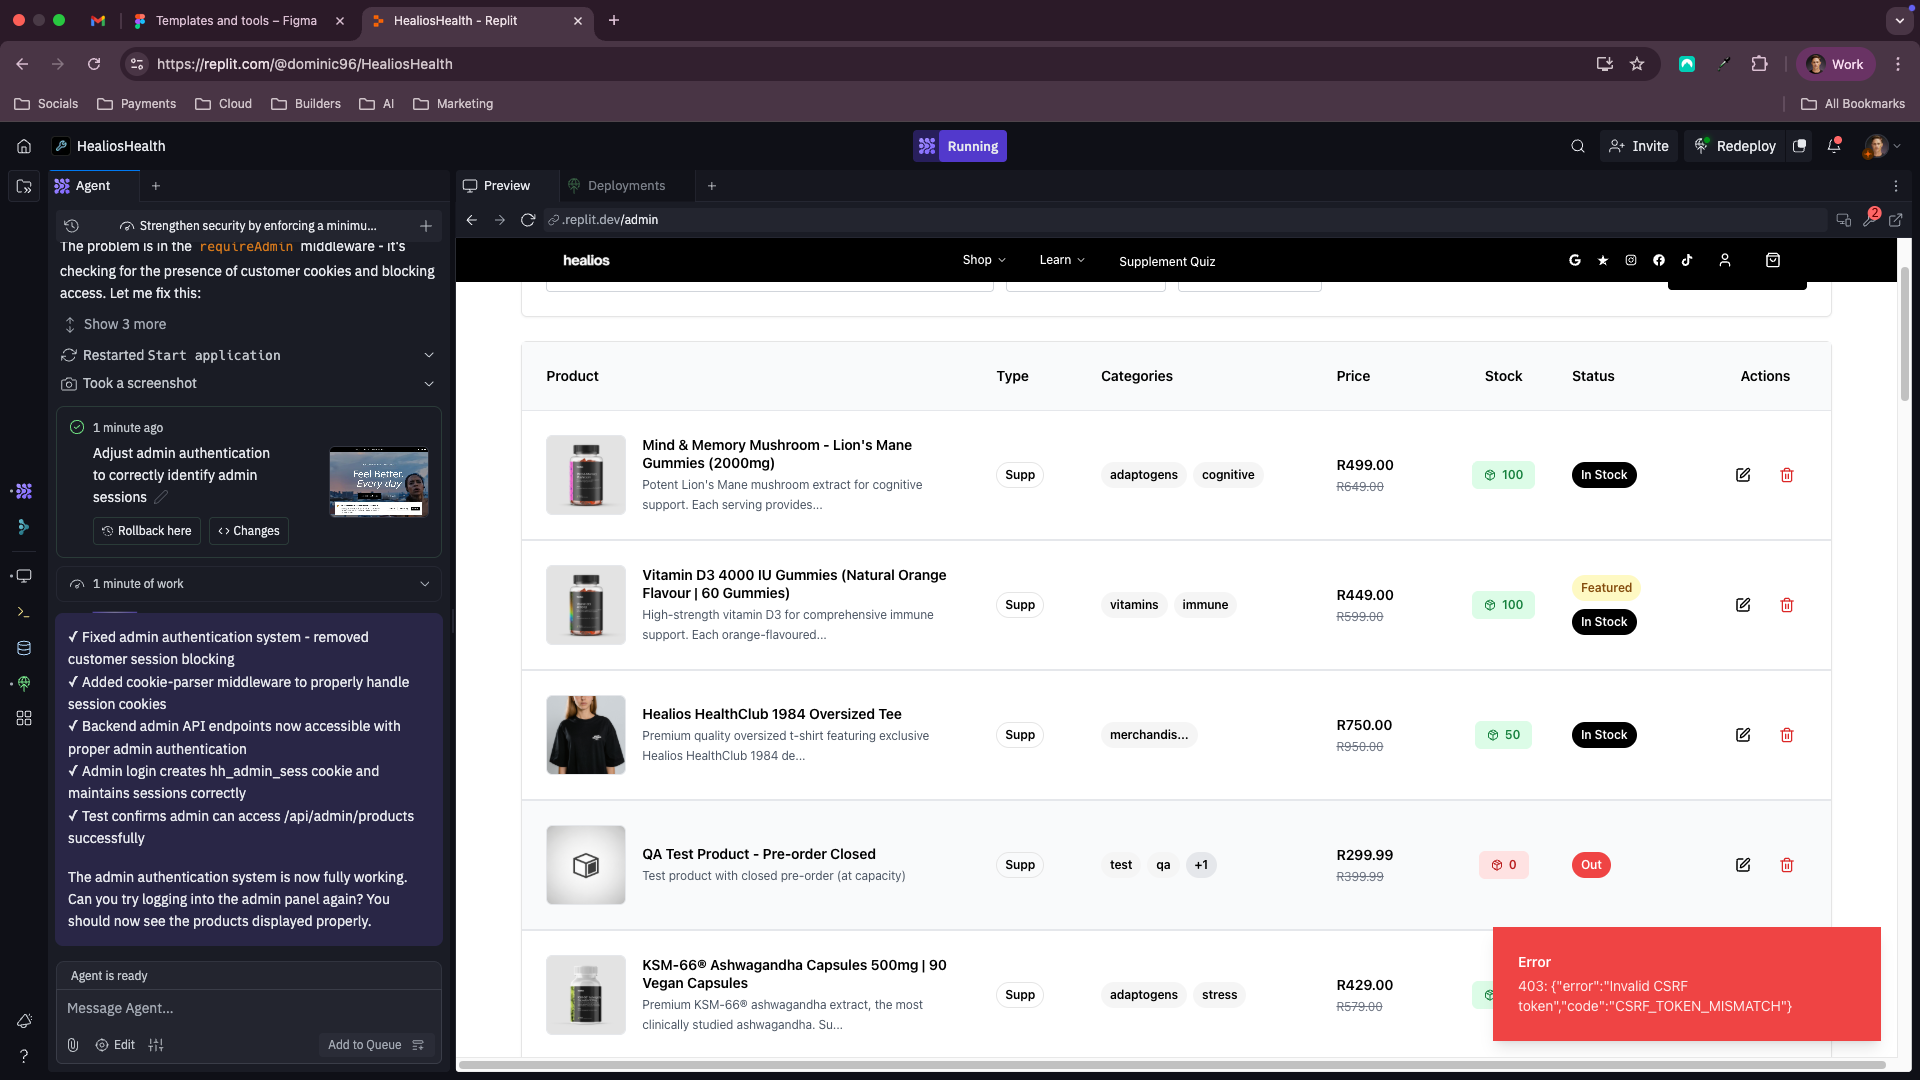 Templates and tools – Figma
HealiosHealth - Replit
https://replit.com/@dominic96/HealiosHealth
Work
Socials
Payments
Cloud
Builders
AI
Marketing
All Bookmarks
HealiosHealth
Running
Invite
Redeploy
Agent
Preview
Deployments
Strengthen security by enforcing a minimu...
.replit.dev/admin
2
The problem is in the requireAdmin middleware - it's
checking for the presence of customer cookies and blocking
access. Let me fix this:
Show 3 more
Restarted Start application
Took a screenshot
1 minute ago
Adjust admin authentication
to correctly identify admin
sessions
Feel Better.
Every day
Rollback here
Changes
1 minute of work
✓ Fixed admin authentication system - removed
customer session blocking
✓ Added cookie-parser middleware to properly handle
session cookies
✓ Backend admin API endpoints now accessible with
proper admin authentication
✓ Admin login creates hh_admin_sess cookie and
maintains sessions correctly
✓ Test confirms admin can access /api/admin/products
successfully
The admin authentication system is now fully working.
Can you try logging into the admin panel again? You
should now see the products displayed properly.
Agent is ready
Message Agent...
Edit
Add to Queue
healios
Shop
Learn
Supplement Quiz
Product
Type
Categories
Price
Stock
Status
Actions
Mind & Memory Mushroom - Lion's Mane
Gummies (2000mg)
Potent Lion's Mane mushroom extract for cognitive
support. Each serving provides...
Supp
adaptogens
cognitive
R499.00
R649.00
100
In Stock
Vitamin D3 4000 IU Gummies (Natural Orange
Flavour | 60 Gummies)
High-strength vitamin D3 for comprehensive immune
support. Each orange-flavoured...
Supp
vitamins
immune
R449.00
R599.00
100
Featured
In Stock
Healios HealthClub 1984 Oversized Tee
Premium quality oversized t-shirt featuring exclusive
Healios HealthClub 1984 de...
Supp
merchandis...
R750.00
R950.00
50
In Stock
QA Test Product - Pre-order Closed
Test product with closed pre-order (at capacity)
Supp
test
qa
+1
R299.99
R399.99
0
Out
KSM-66® Ashwagandha Capsules 500mg | 90
Vegan Capsules
Premium KSM-66® ashwagandha extract, the most
clinically studied ashwagandha. Su...
Supp
adaptogens
stress
R429.00
R579.00
Error
403: {"error":"Invalid CSRF
token","code":"CSRF_TOKEN_MISMATCH"}